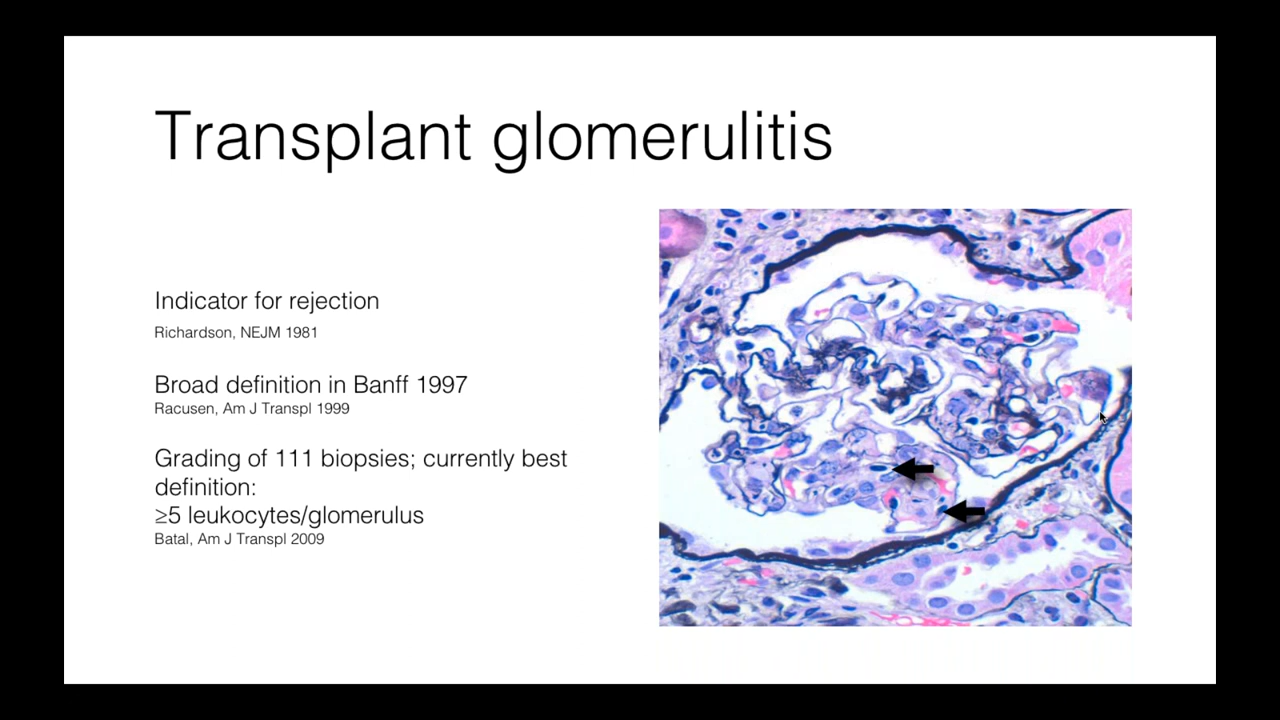 Transplant glomerulitis
Indicator for rejection
Richardson, NEJM 1981
Broad definition in Banff 1997
Racusen, Am J Transpl 1999
Grading of 111 biopsies; currently best
definition:
≥5 leukocytes/glomerulus
Batal, Am J Transpl 2009